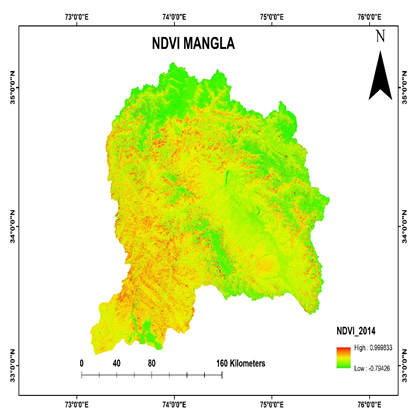 73°0'0"E 74°0'0"E 75°0'0"E 76°0'0"E
NDVI MANGLA
N
35°0'0"N 35°0'0"N
34°0'0"N 34°0'0"N
33°0'0"N 33°0'0"N
NDVI_2014
High : 0.999833
Low : -0.79426
0 40 80 160 Kilometers
73°0'0"E 74°0'0"E 75°0'0"E 76°0'0"E